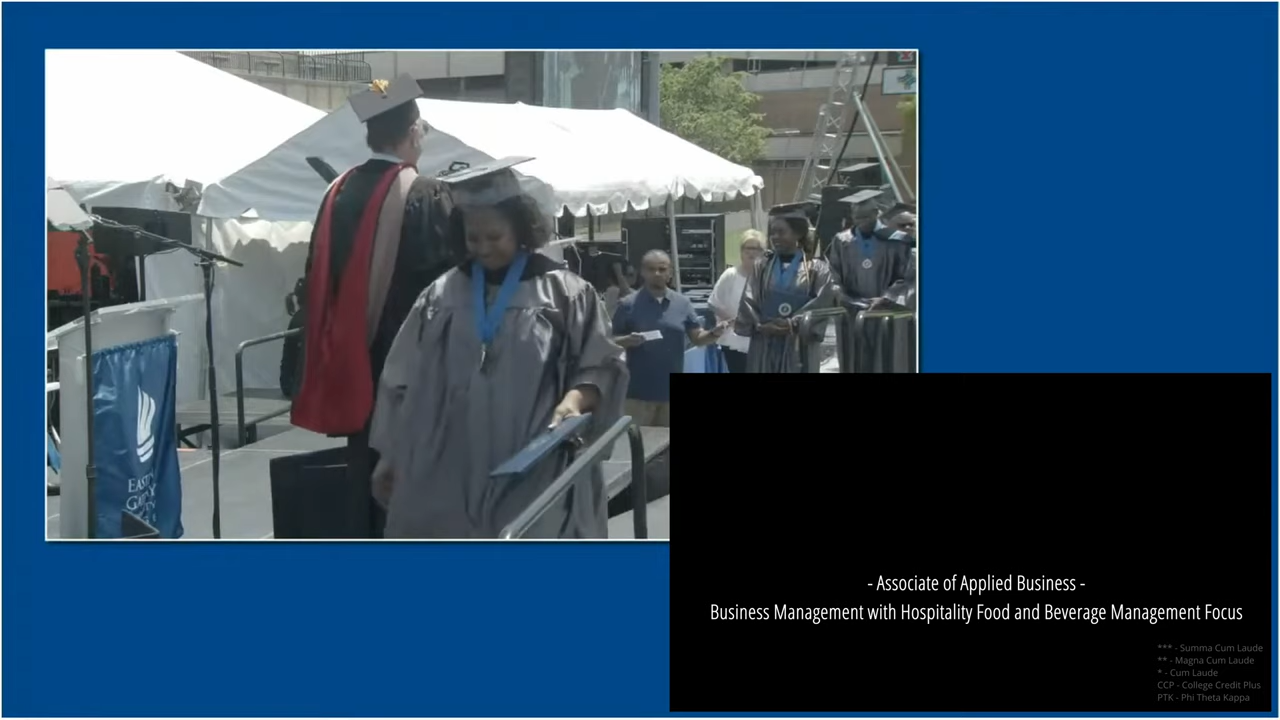 EAST
- Associate of Applied Business -
Business Management with Hospitality Food and Beverage Management Focus
*** - Summa Cum Laude
** - Magna Cum Laude
* - Cum Laude
CCP - College Credit Plus
PTK - Phi Theta Kappa